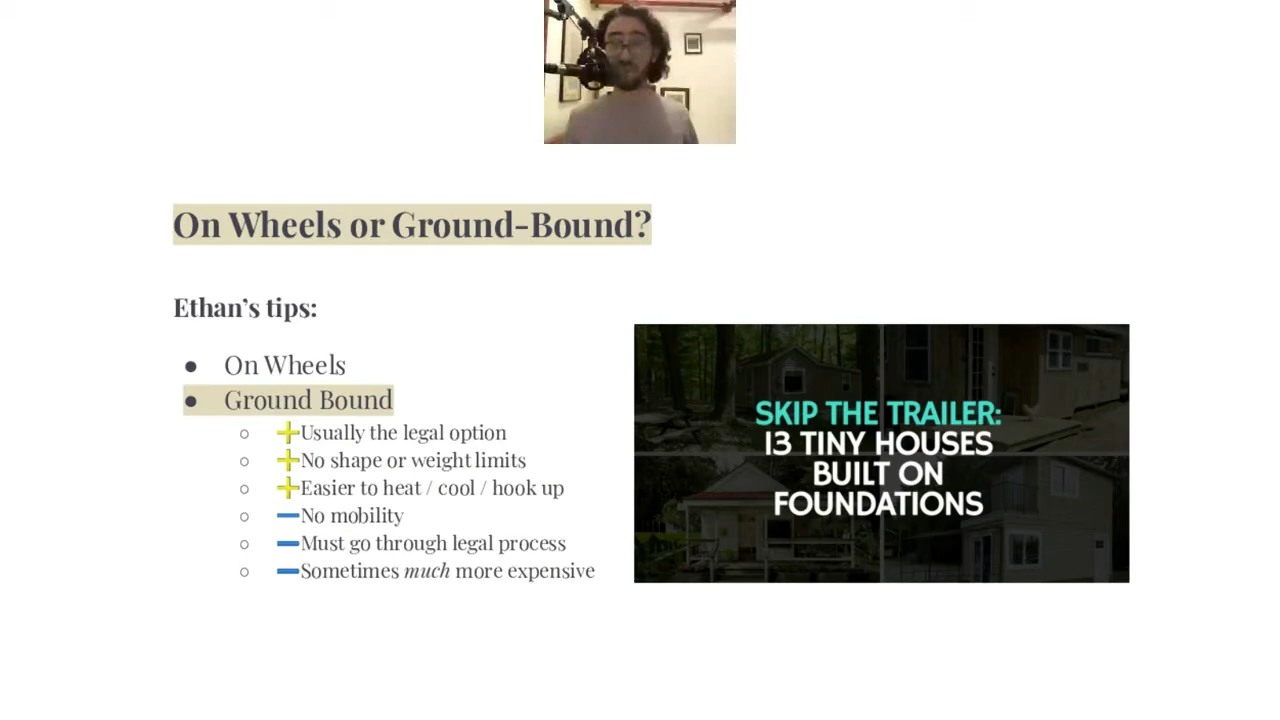 On Wheels or Ground-Bound?
Ethan's tips:
● On Wheels
● Ground Bound
○ ➕Usually the legal option
○ ➕No shape or weight limits
○ ➕Easier to heat / cool / hook up
○ ➖No mobility
○ ➖Must go through legal process
○ ➖Sometimes much more expensive
SKIP THE TRAILER:
13 TINY HOUSES
BUILT ON
FOUNDATIONS